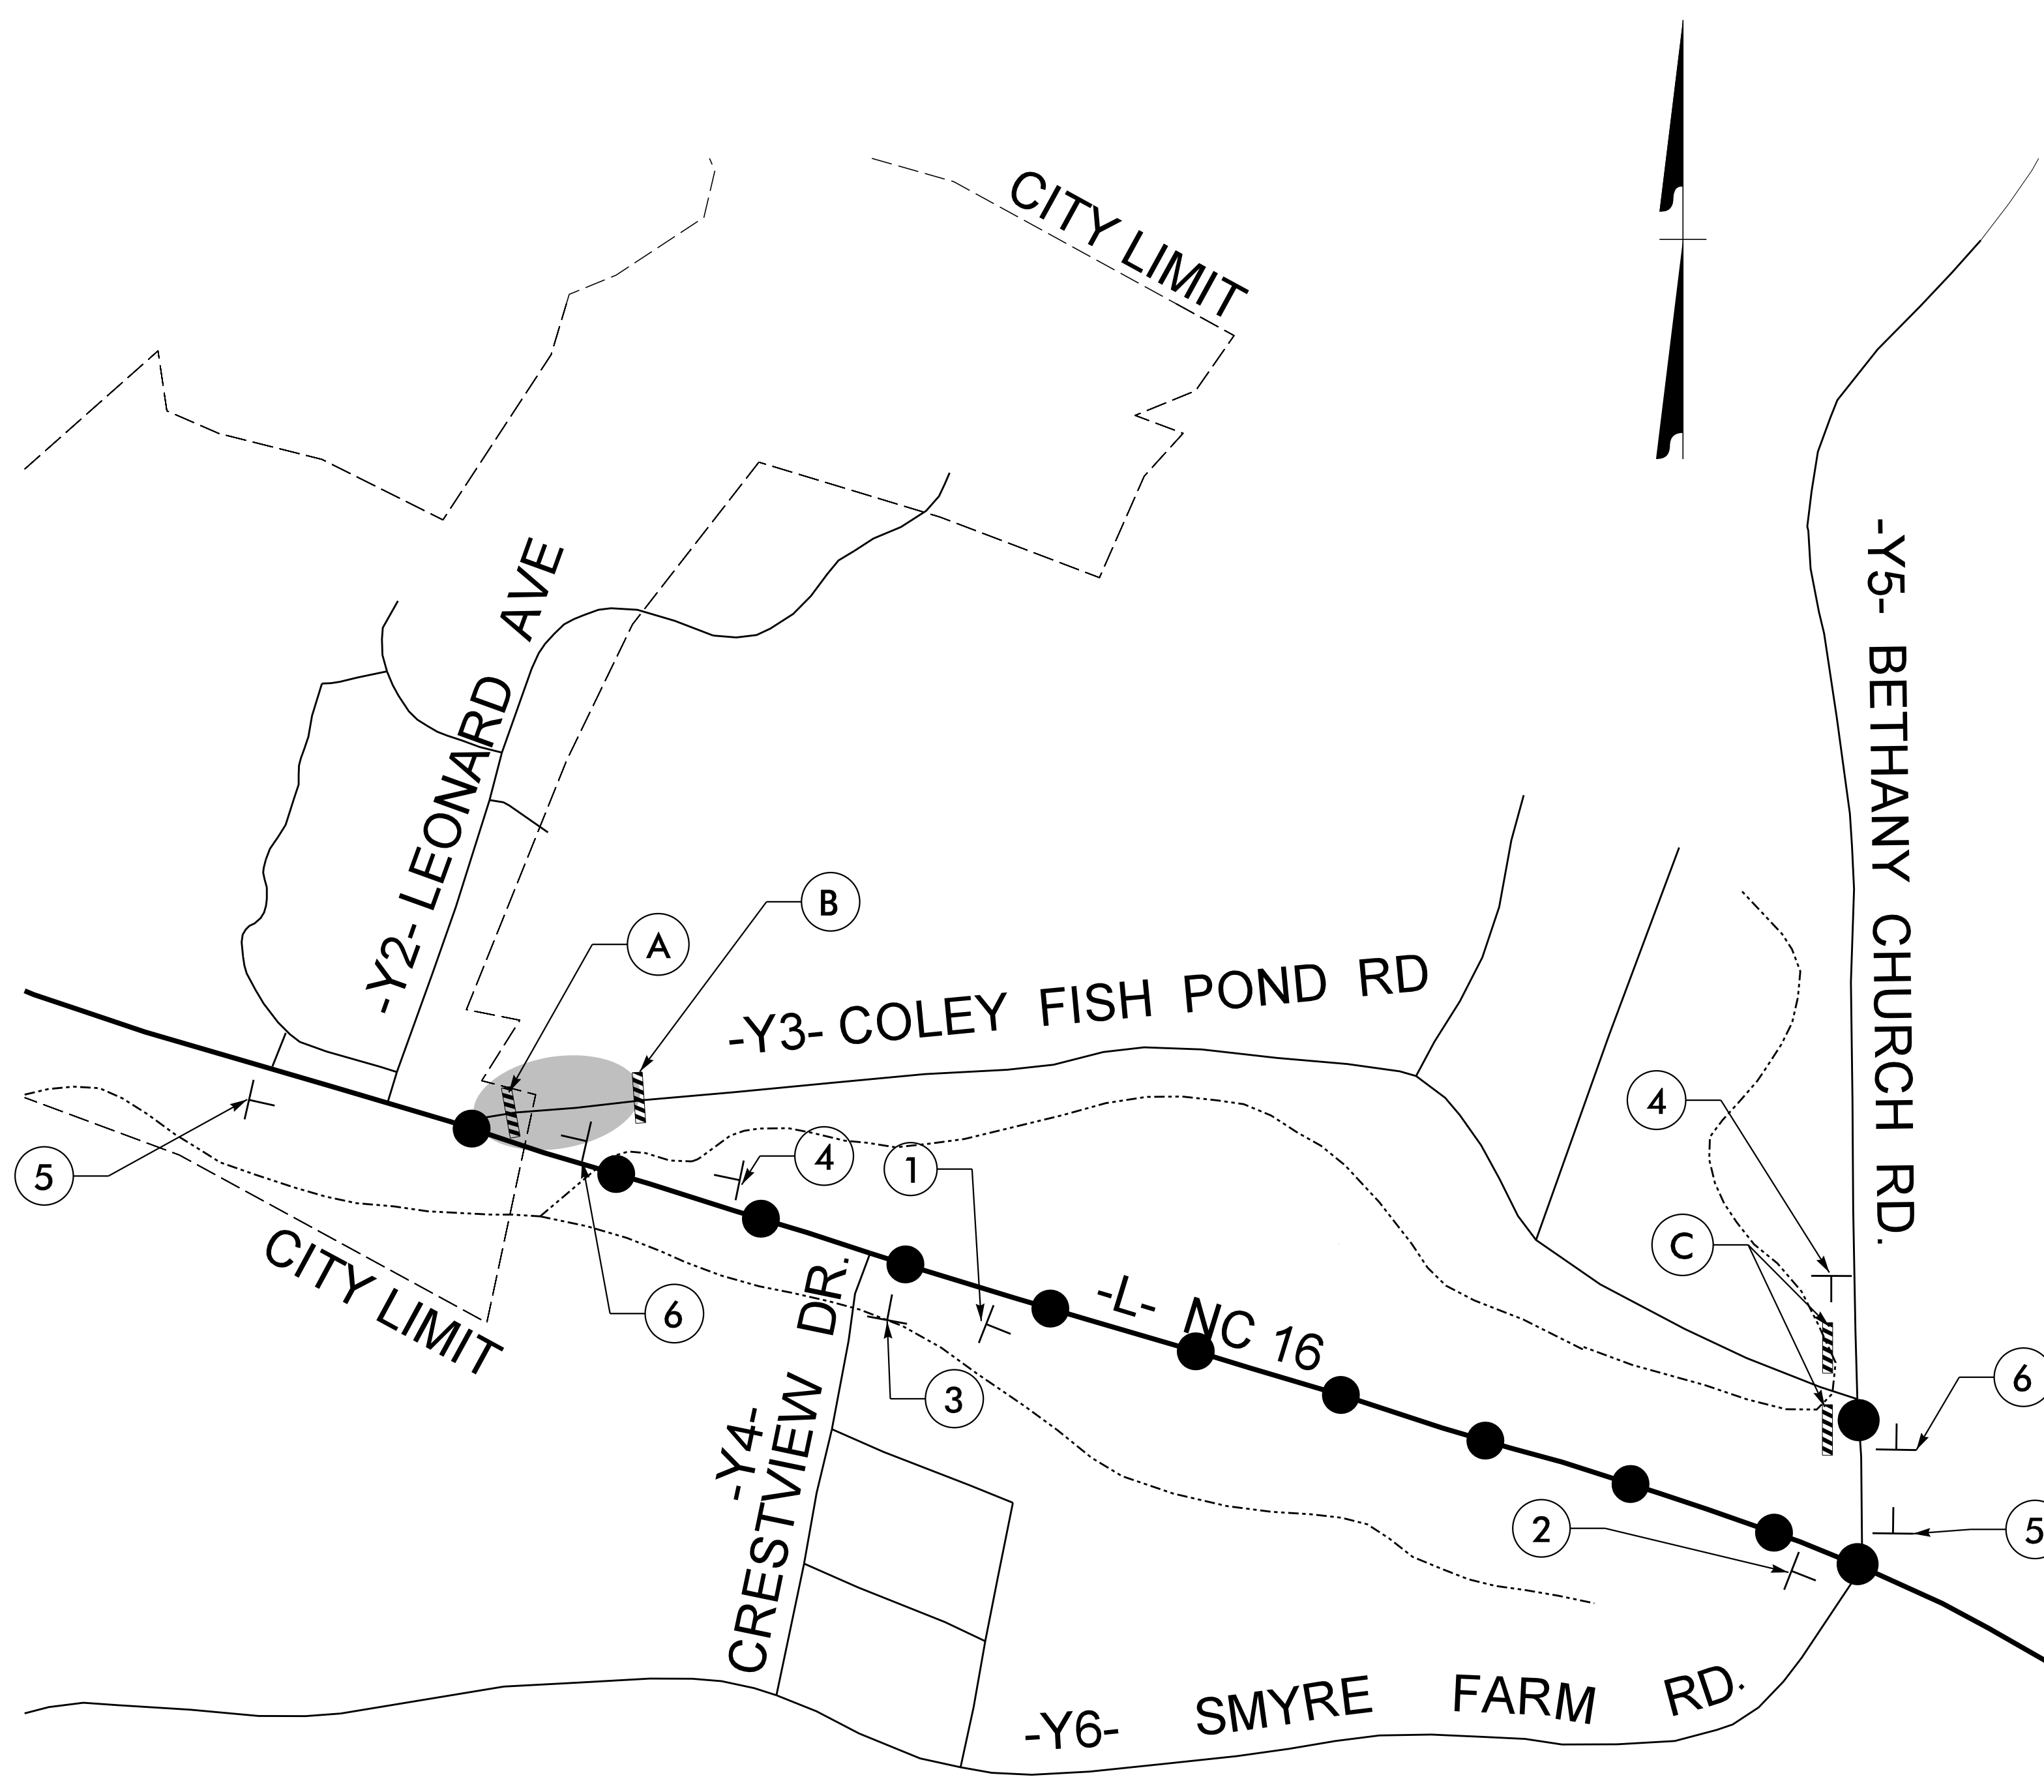 CITY LIMIT
-Y2- LEONARD AVE
-Y5- BETHANY CHURCH RD.
B
A
-Y3- COLEY FISH POND RD
4
5
4
1
C
CITY LIMIT
6
-L- NC 16
3
6
-Y4-
CRESTVIEW DR.
2
5
-Y6- SMYRE FARM RD.